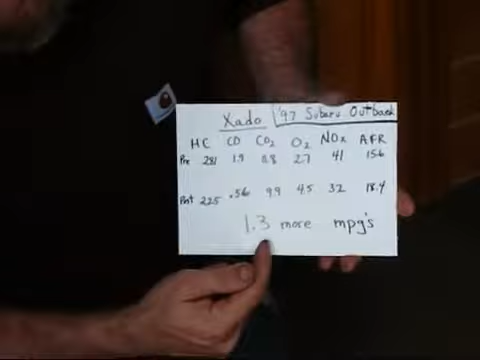 Xado '97 Subaru Outback
HC CO CO2 O2 NOx AFR
Pre 281 1.9 8.8 2.7 41 15.6
Post 225 .56 9.9 4.5 32 18.4
1.3 more mpg's